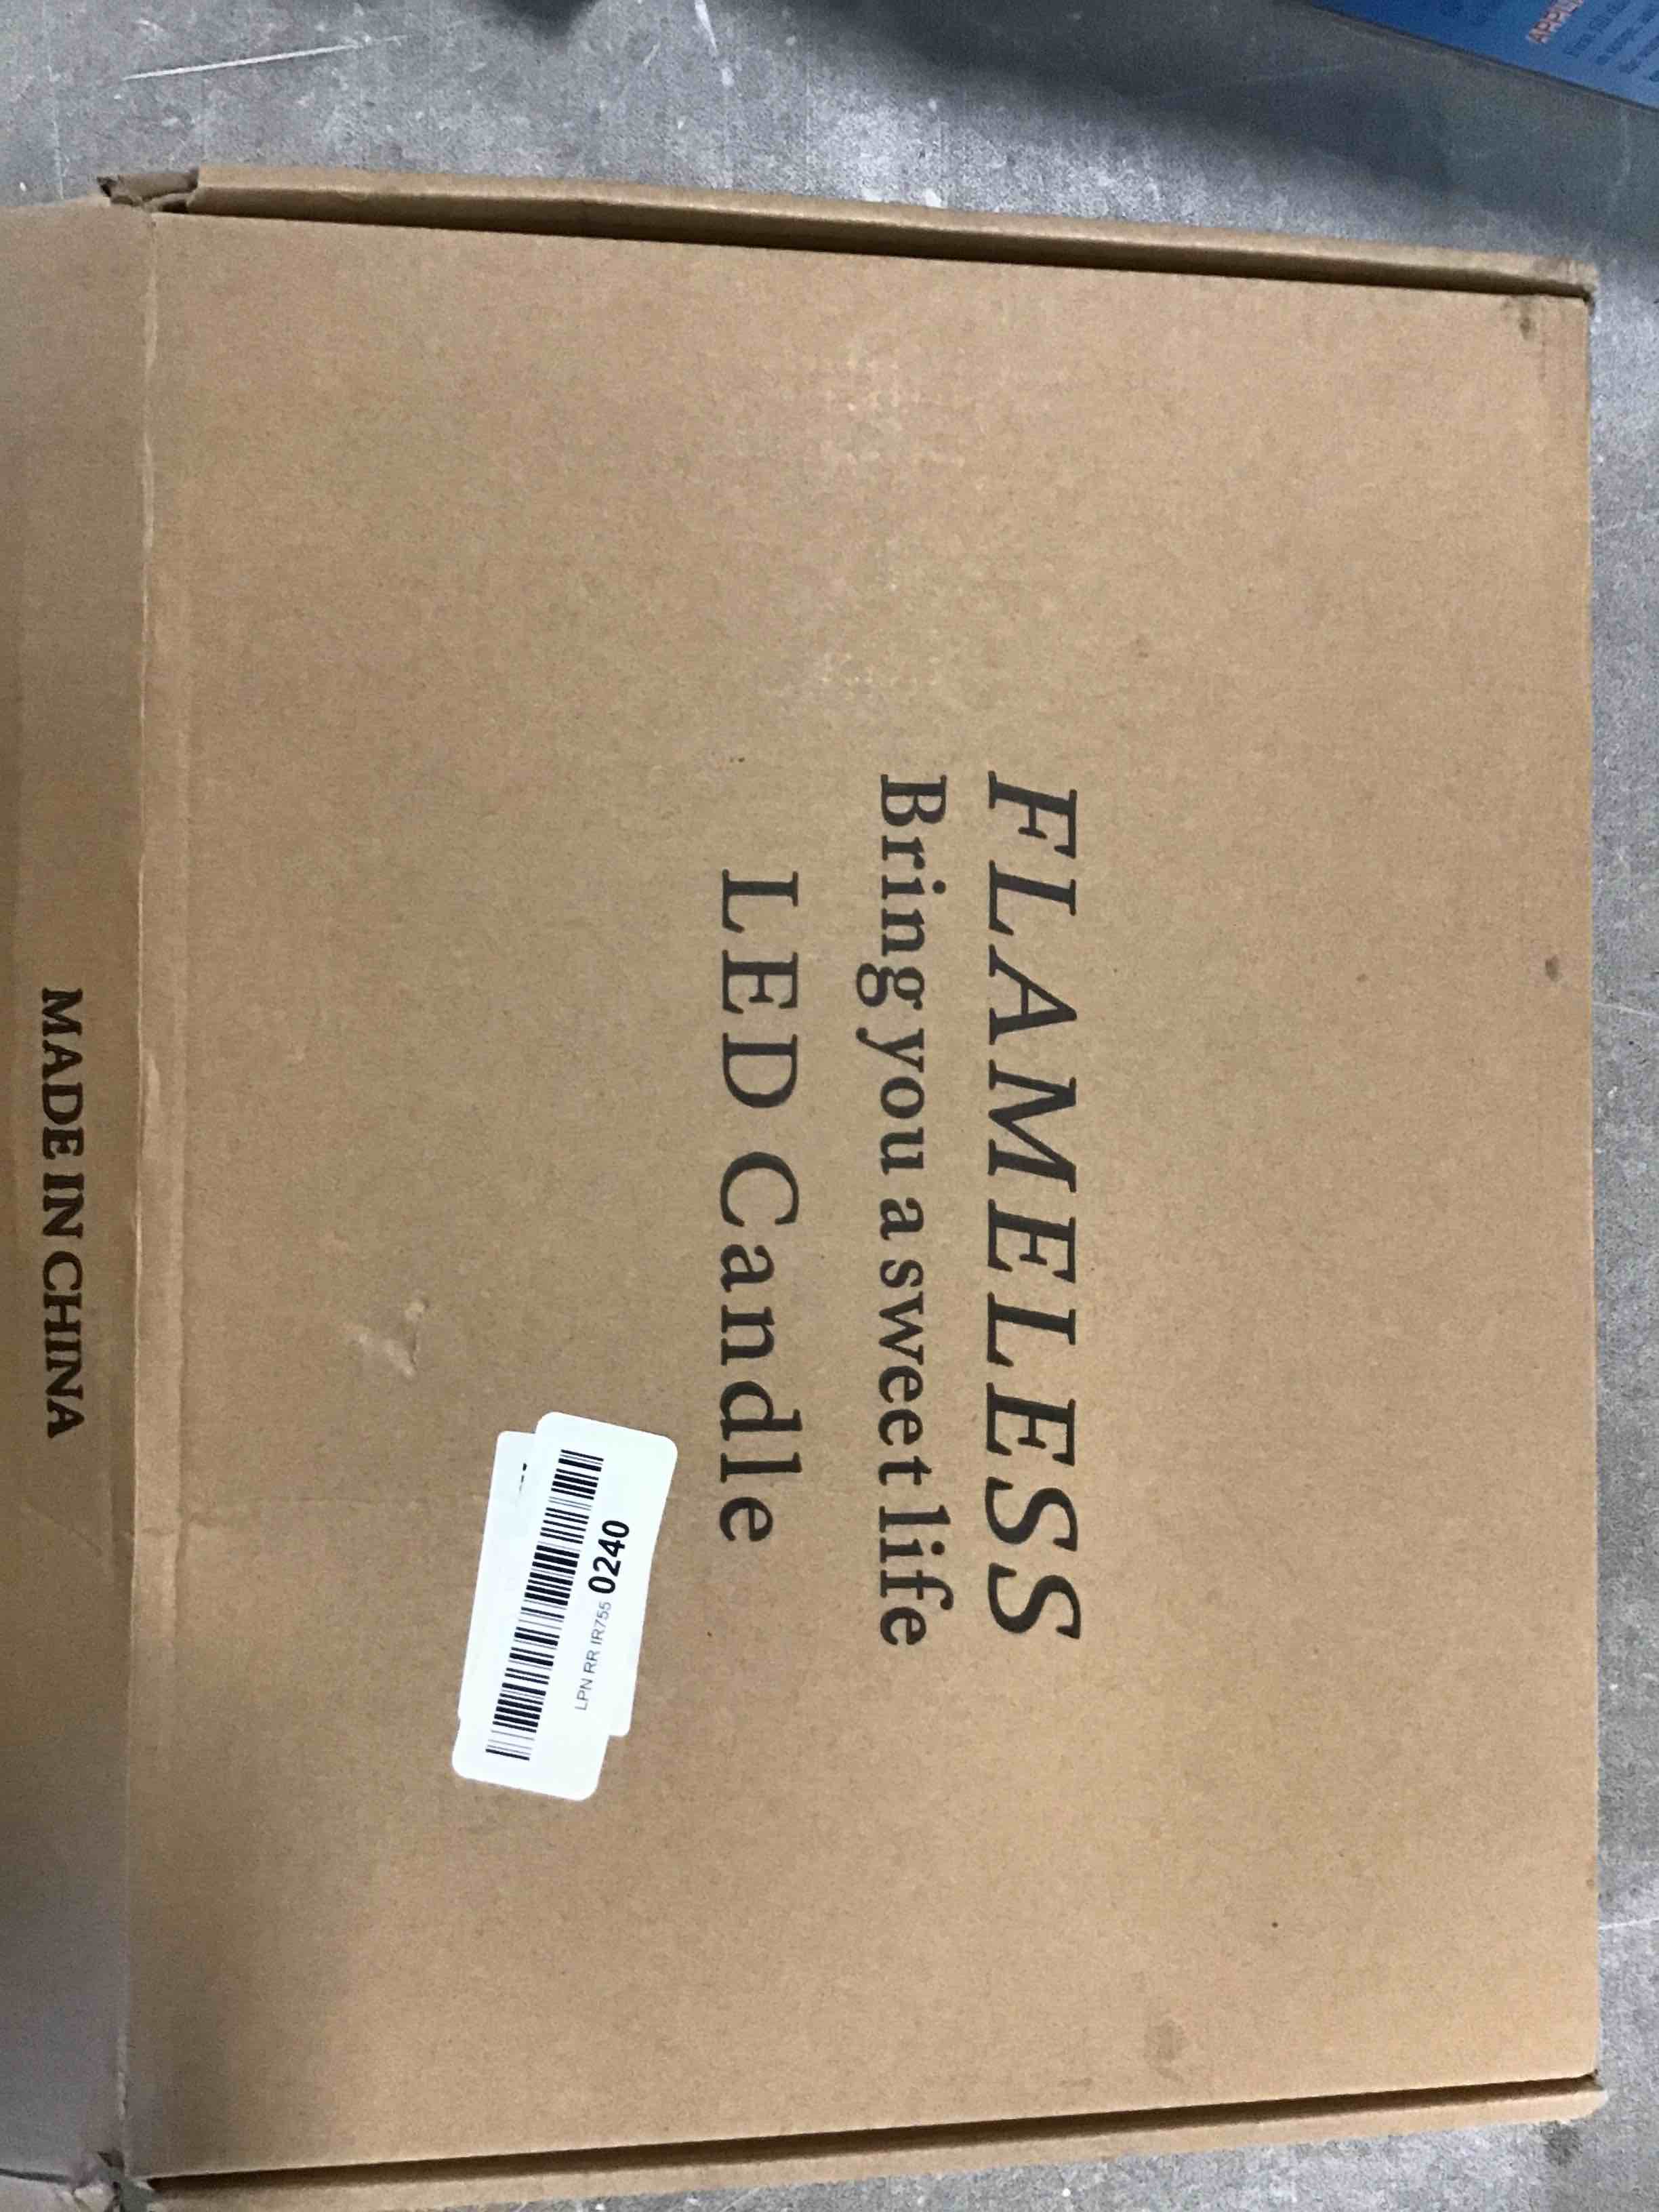 FLAMELESS
Bring you a sweet life
LED Candle
LPN RR IR755 0240
MADE IN CHINA